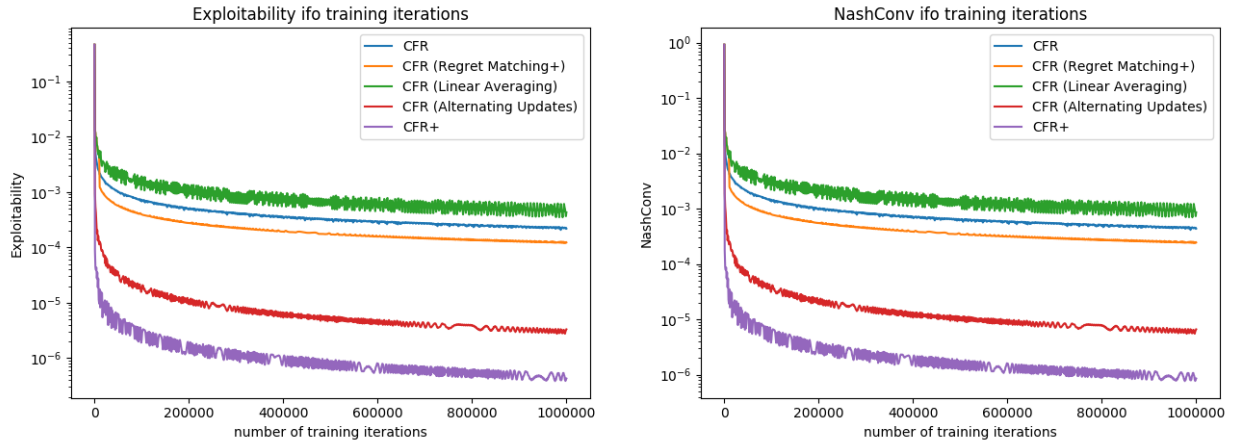 Exploitability ifo training iterations
10⁻¹
10⁻²
10⁻³
10⁻⁴
10⁻⁵
10⁻⁶
Exploitability
CFR
CFR (Regret Matching+)
CFR (Linear Averaging)
CFR (Alternating Updates)
CFR+
0 200000 400000 600000 800000 1000000
number of training iterations
NashConv ifo training iterations
10⁰
10⁻¹
10⁻²
10⁻³
10⁻⁴
10⁻⁵
10⁻⁶
NashConv
CFR
CFR (Regret Matching+)
CFR (Linear Averaging)
CFR (Alternating Updates)
CFR+
0 200000 400000 600000 800000 1000000
number of training iterations